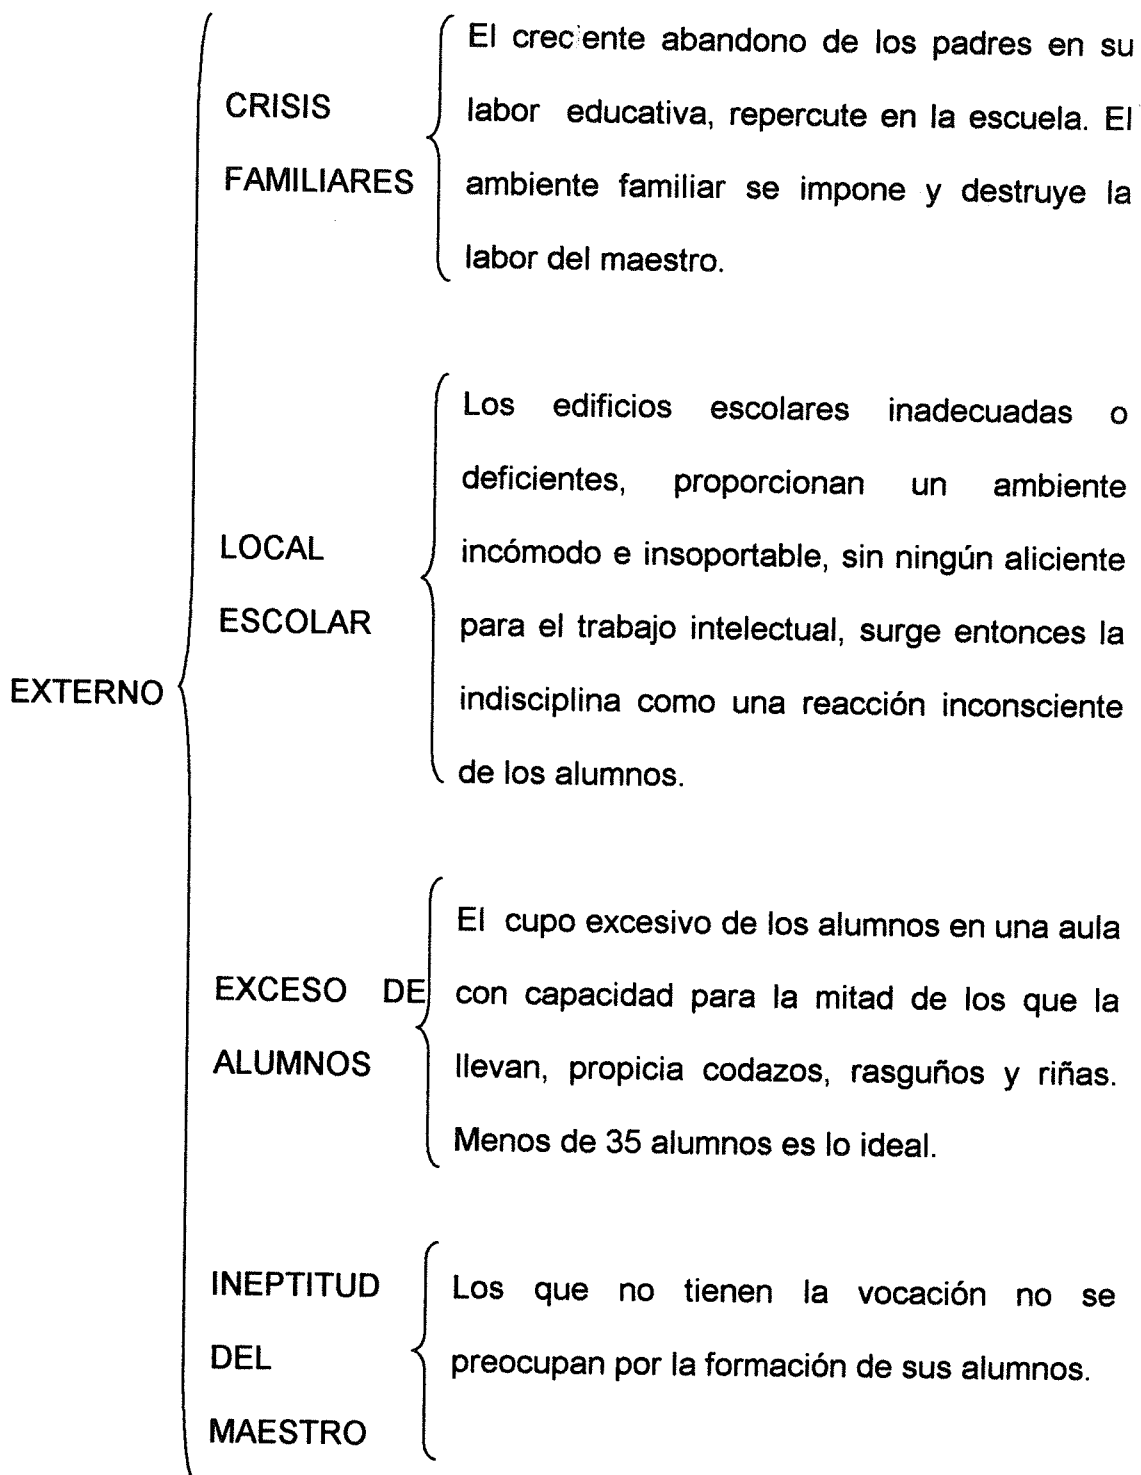 EXTERNO
CRISIS
FAMILIARES
El creciente abandono de los padres en su
labor educativa, repercute en la escuela. El
ambiente familiar se impone y destruye la
labor del maestro.
LOCAL
ESCOLAR
Los edificios escolares inadecuadas o
deficientes, proporcionan un ambiente
incómodo e insoportable, sin ningún aliciente
para el trabajo intelectual, surge entonces la
indisciplina como una reacción inconsciente
de los alumnos.
EXCESO DE
ALUMNOS
El cupo excesivo de los alumnos en una aula
con capacidad para la mitad de los que la
llevan, propicia codazos, rasguños y riñas.
Menos de 35 alumnos es lo ideal.
INEPTITUD
DEL
MAESTRO
Los que no tienen la vocación no se
preocupan por la formación de sus alumnos.